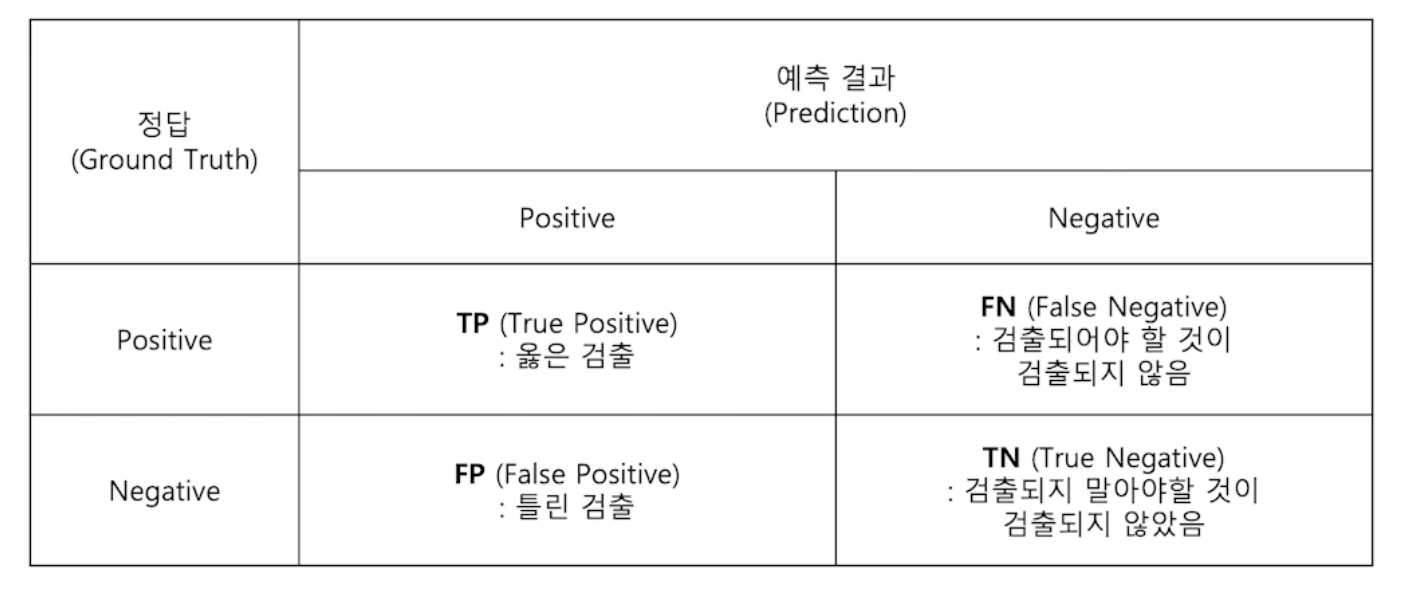 정답
(Ground Truth)
예측 결과
(Prediction)
Positive
Negative
Positive
TP (True Positive)
: 옳은 검출
FN (False Negative)
: 검출되어야 할 것이
검출되지 않음
Negative
FP (False Positive)
: 틀린 검출
TN (True Negative)
: 검출되지 말아야할 것이
검출되지 않았음